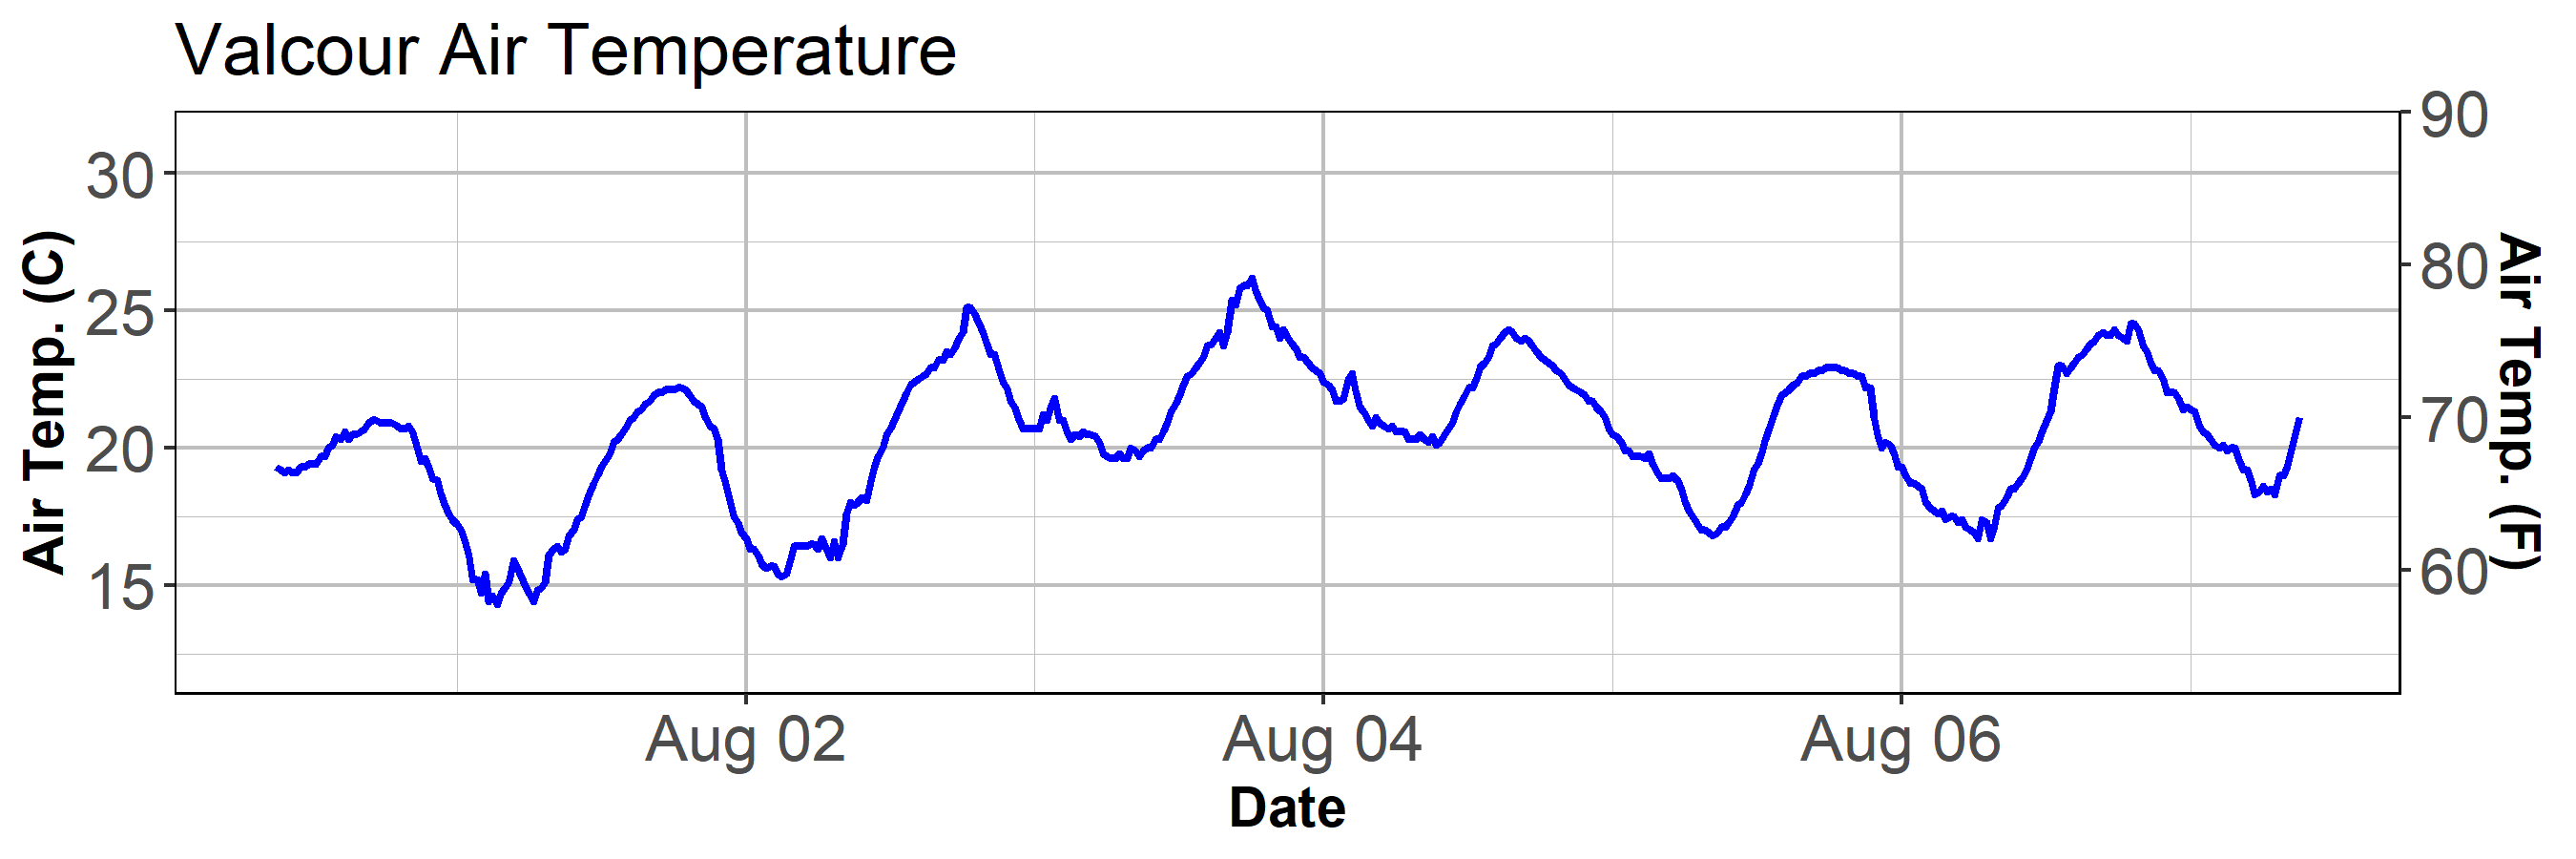 Valcour Air Temperature
Air Temp. (C)
30
25
20
15
90
80
70
60
Air Temp. (F)
Aug 02
Aug 04
Aug 06
Date